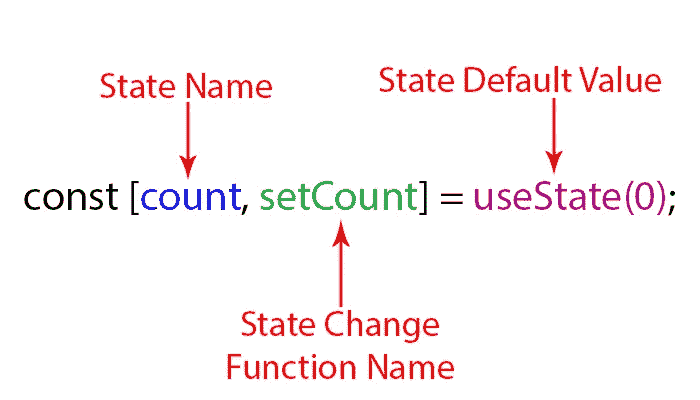 State Name
State Default Value
const [count, setCount] = useState(0);
State Change
Function Name